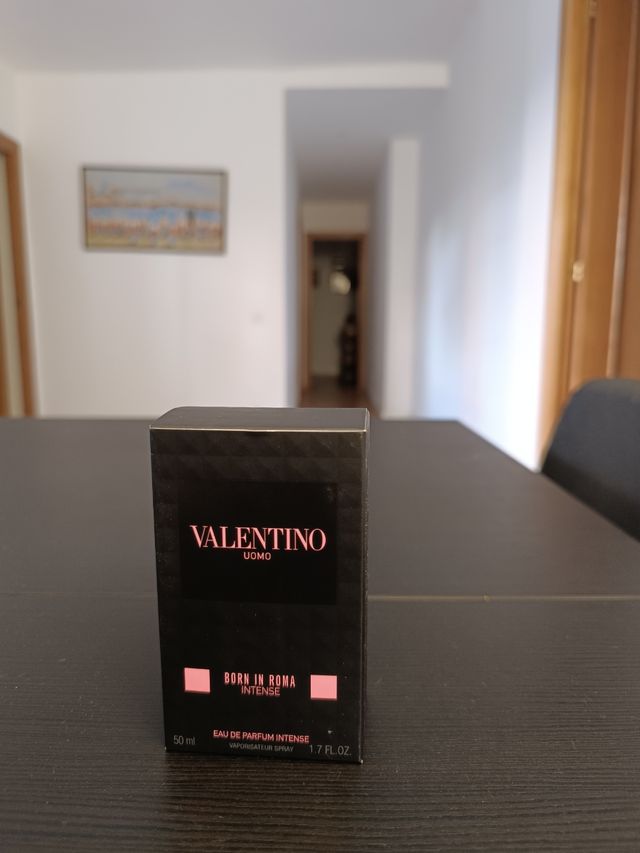 VALENTINO
UOMO
BORN IN ROMA
INTENSE
EAU DE PARFUM INTENSE
50 ml VAPORISATEUR SPRAY 1.7 FL.OZ.